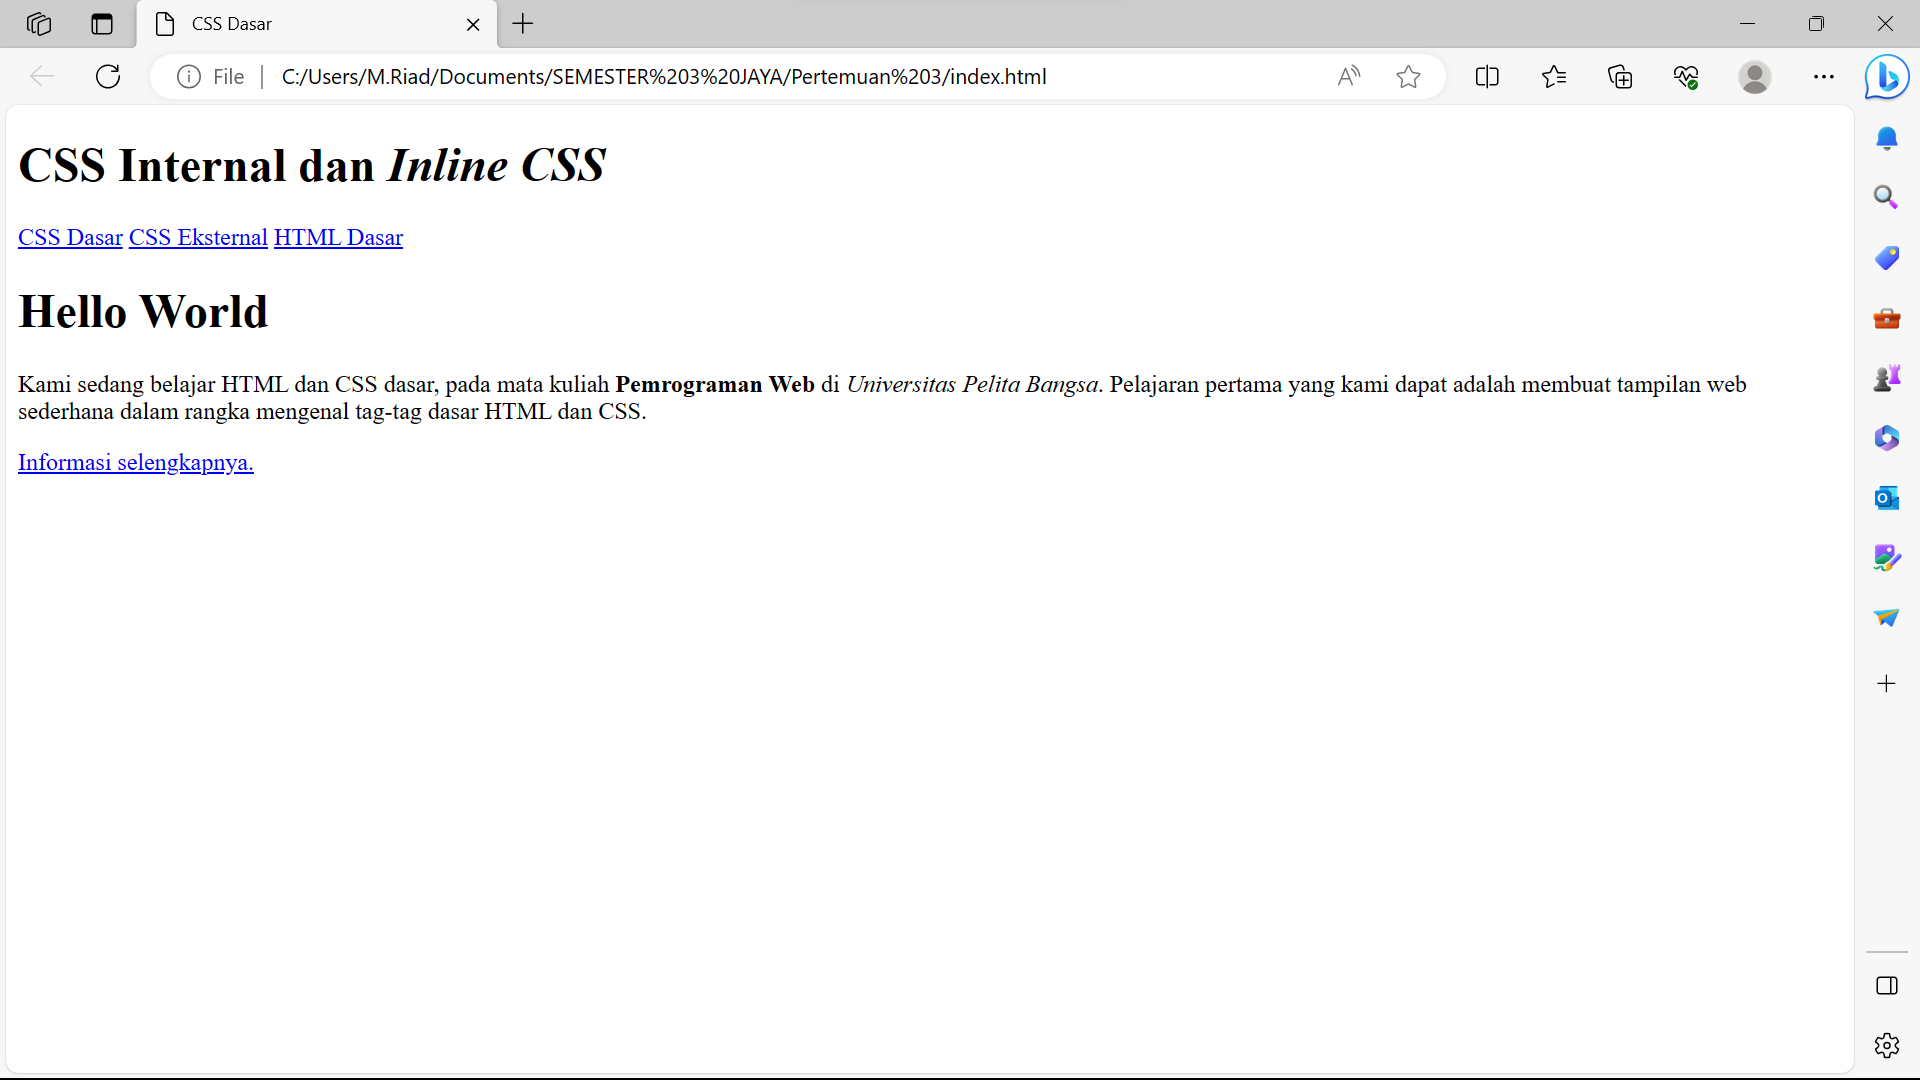 CSS Dasar
File
C:/Users/M.Riad/Documents/SEMESTER%203%20JAYA/Pertemuan%203/index.html
CSS Internal dan Inline CSS
CSS Dasar CSS Eksternal HTML Dasar
Hello World
Kami sedang belajar HTML dan CSS dasar, pada mata kuliah Pemrograman Web di Universitas Pelita Bangsa. Pelajaran pertama yang kami dapat adalah membuat tampilan web
sederhana dalam rangka mengenal tag-tag dasar HTML dan CSS.
Informasi selengkapnya.